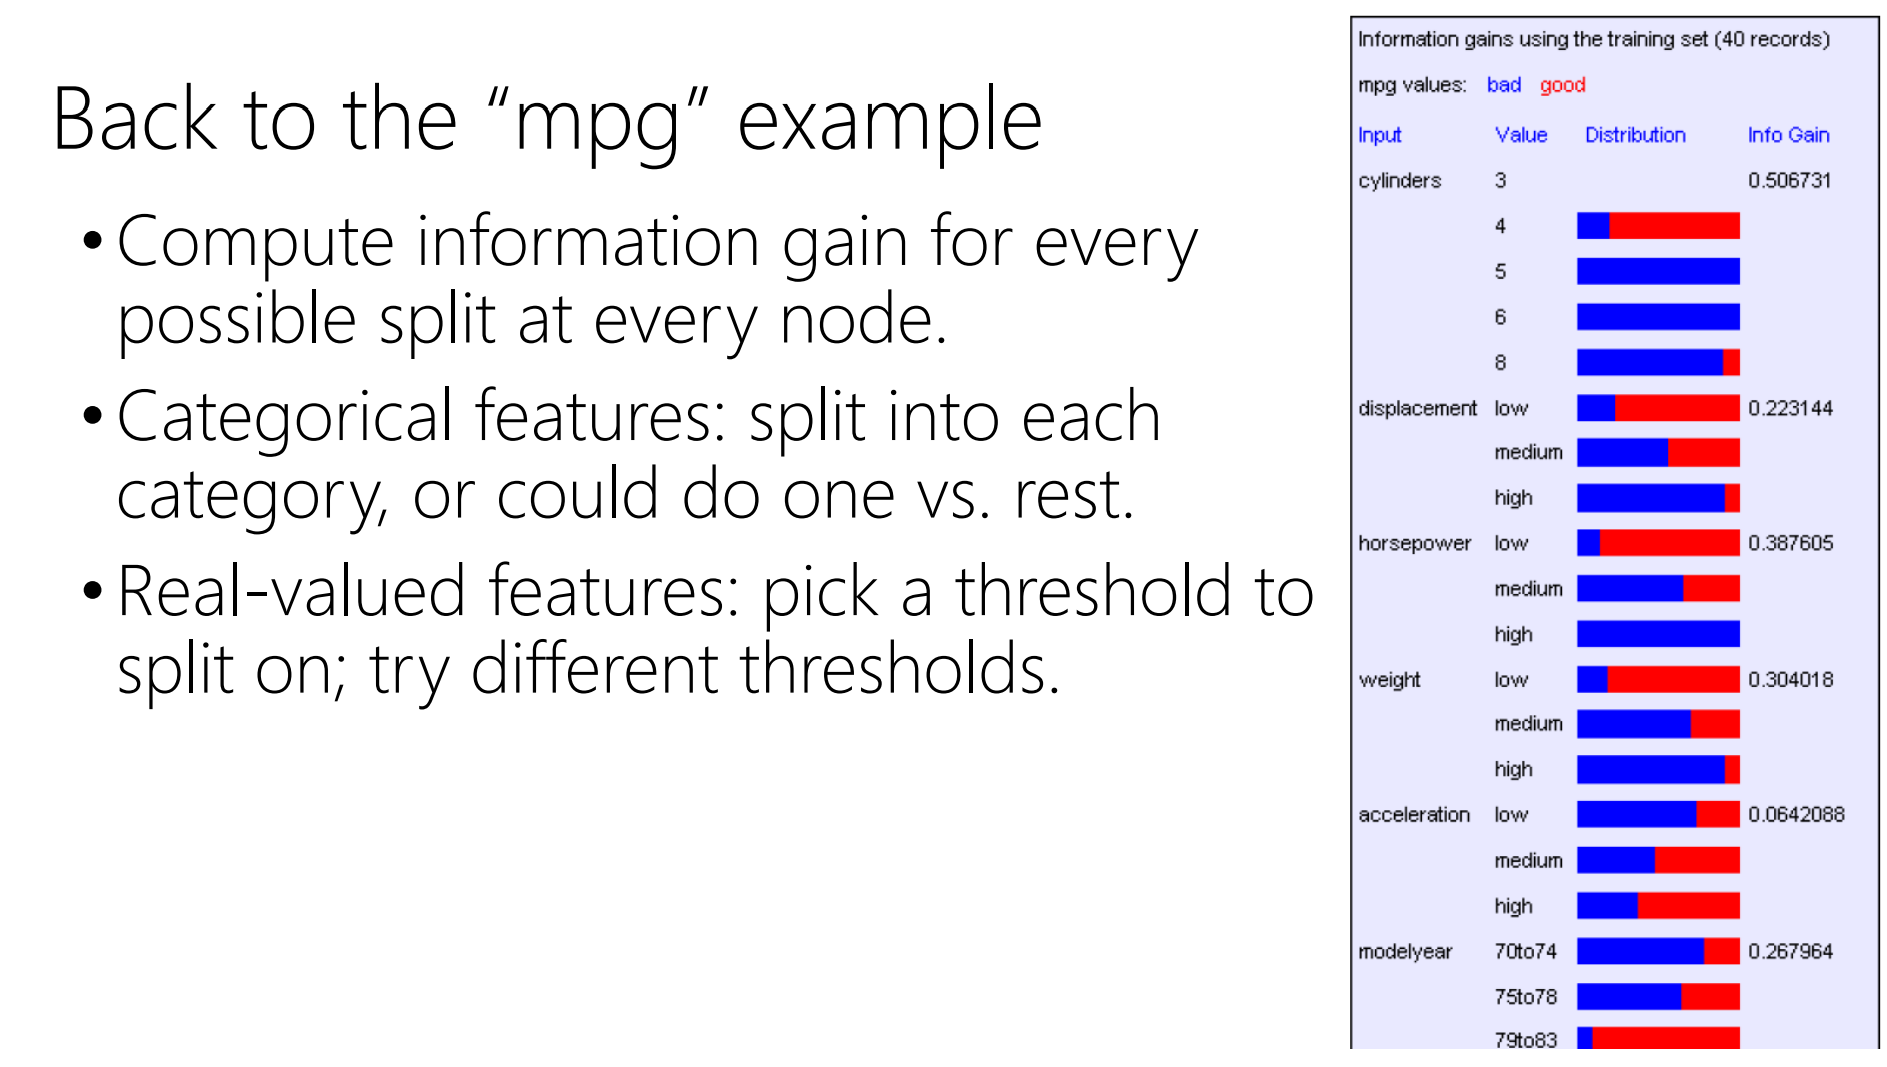 Back to the “mpg” example
• Compute information gain for every
possible split at every node.
• Categorical features: split into each
category, or could do one vs. rest.
• Real-valued features: pick a threshold to
split on; try different thresholds.
Information gains using the training set (40 records)
mpg values: bad good
Input Value Distribution Info Gain
cylinders 3 0.506731
4
5
6
8
displacement low 0.223144
medium
high
horsepower low 0.387605
medium
high
weight low 0.304018
medium
high
acceleration low 0.0642088
medium
high
modelyear 70to74 0.267964
75to78
79to83